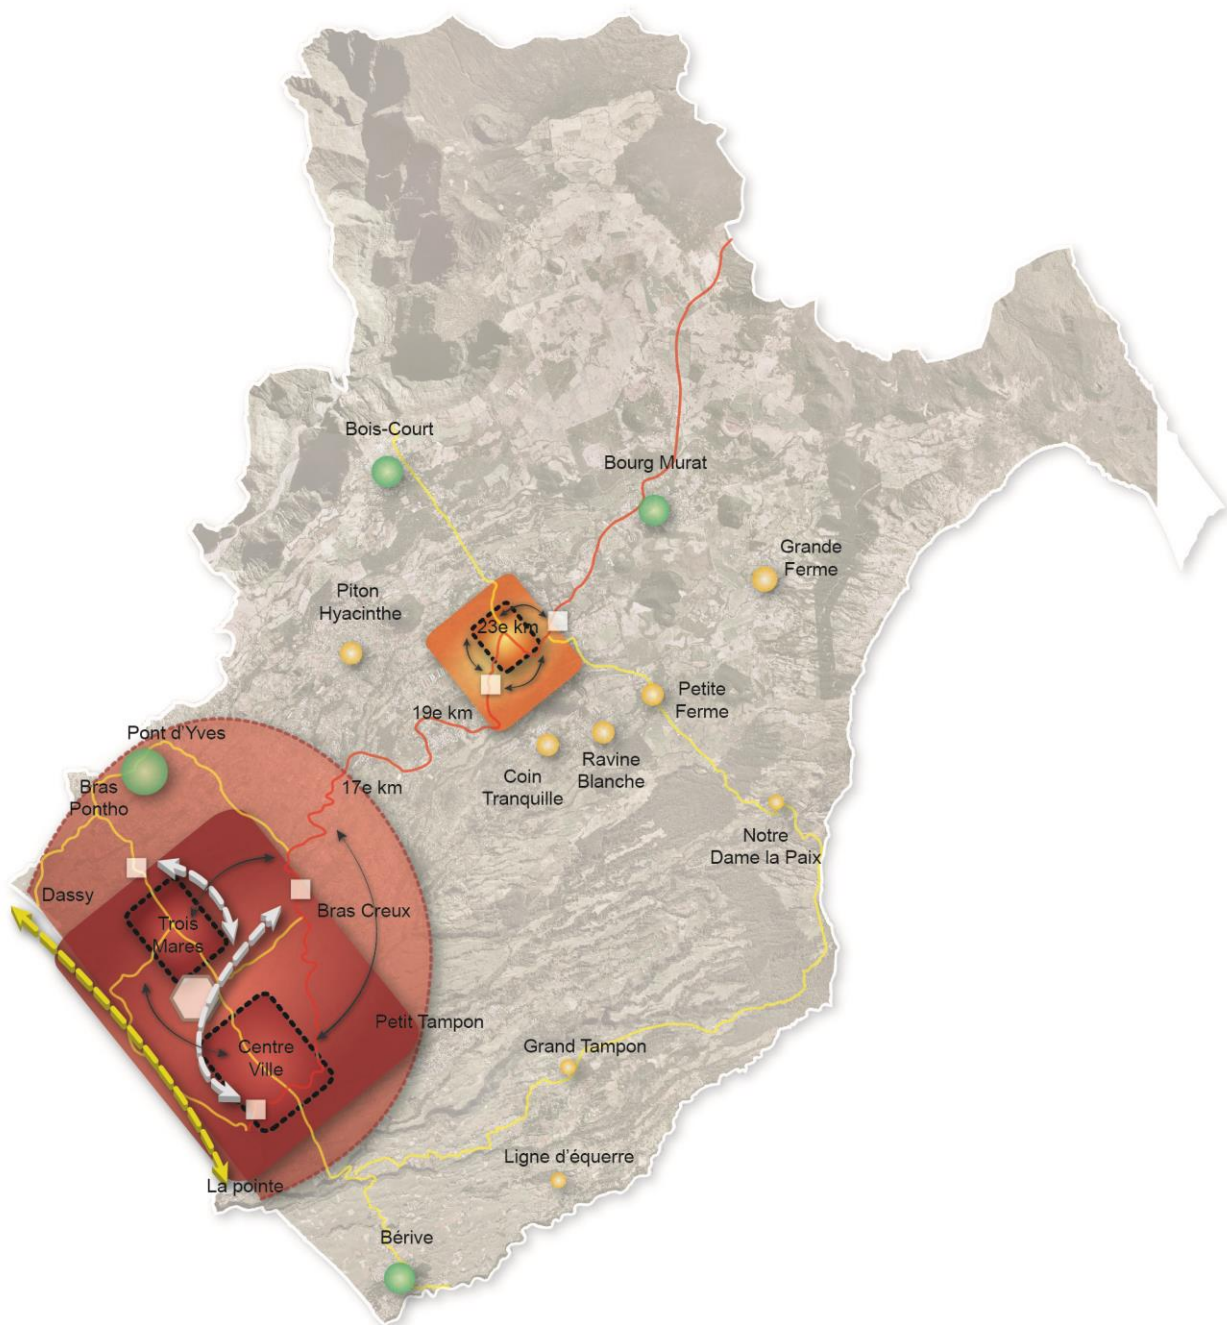 Bois-Court
Bourg Murat
Grande
Ferme
Piton
Hyacinthe
23e km
Petite
Ferme
19e km
Pont d'Yves
Ravine
Blanche
Coin
Tranquille
17e km
Bras
Pontho
Notre
Dame la Paix
Dassy
Bras Creux
Trois
Mares
Petit Tampon
Centre
Ville
Grand Tampon
Ligne d'équerre
La pointe
Bérive